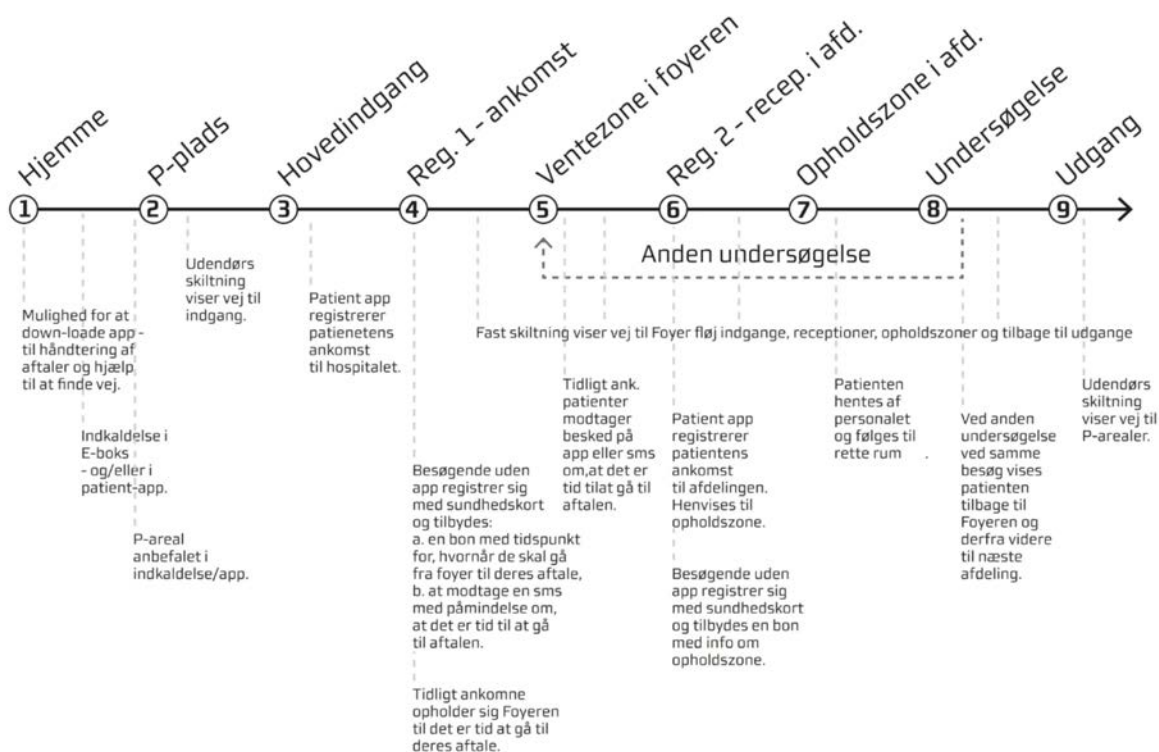 Hjemme
P-plads
Hovedindgang
Reg. 1 - ankomst
Ventezone i foyeren
Reg. 2 - recep. i afd.
Opholdszone i afd.
Undersøgelse
Udgang
1
2
3
4
5
6
7
8
9
Anden undersøgelse
Mulighed for at
down-loade app -
til håndtering af
aftaler og hjælp
til at finde vej.
Indkaldelse i
E-boks
- og/eller i
patient-app.
P-areal
anbefalet i
indkaldelse/app.
Udendørs
skiltning
viser vej til
indgang.
Patient app
registrerer
patienetens
ankomst
til hospitalet.
Fast skiltning viser vej til Foyer fløj indgange, receptioner, opholdszoner og tilbage til udgange
Besøgende uden
app registrer sig
med sundhedskort
og tilbydes:
a. en bon med tidspunkt
for, hvornår de skal gå
fra foyer til deres aftale,
b. at modtage en sms
med påmindelse om,
at det er tid til at gå
til aftalen.
Tidligt ankomne
opholder sig Foyeren
til det er tid at gå til
deres aftale.
Tidligt ank.
patienter
modtager
besked på
app eller sms
om,at det er
tid tilat gå til
aftalen.
Patient app
registrerer
patientens
ankomst
til afdelingen.
Henvises til
opholdszone.
Besøgende uden
app registrer sig
med sundhedskort
og tilbydes en bon
med info om
opholdszone.
Patienten
hentes af
personalet
og følges til
rette rum .
Ved anden
undersøgelse
ved samme
besøg vises
patienten
tilbage til
Foyeren og
derfra videre
til næste
afdeling.
Udendørs
skiltning
viser vej til
P-arealer.